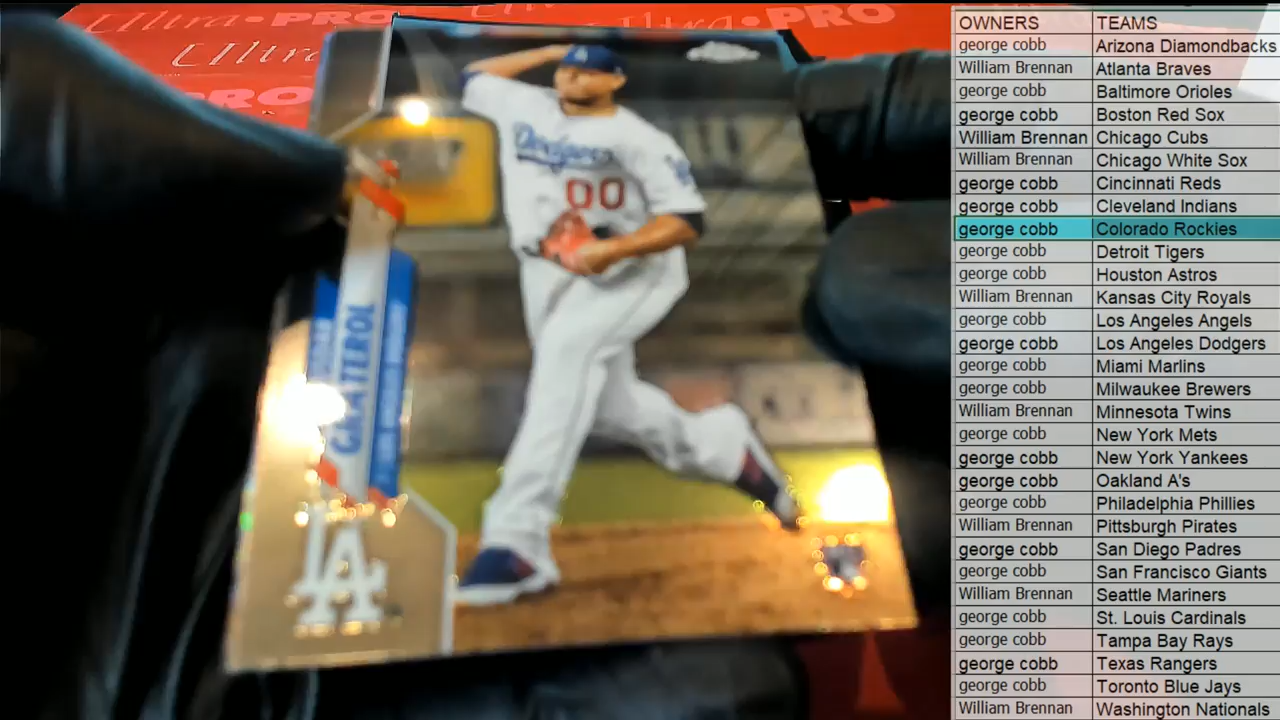 Ultra·PRO
Ultra·PRO
Ultra
PRO
Chrome
Dodgers
00
GRATEROL
LOS ANGELES DODGERS
LA
OWNERS TEAMS
george cobb Arizona Diamondbacks
William Brennan Atlanta Braves
george cobb Baltimore Orioles
george cobb Boston Red Sox
William Brennan Chicago Cubs
William Brennan Chicago White Sox
george cobb Cincinnati Reds
george cobb Cleveland Indians
george cobb Colorado Rockies
george cobb Detroit Tigers
george cobb Houston Astros
William Brennan Kansas City Royals
george cobb Los Angeles Angels
george cobb Los Angeles Dodgers
george cobb Miami Marlins
george cobb Milwaukee Brewers
William Brennan Minnesota Twins
george cobb New York Mets
george cobb New York Yankees
george cobb Oakland A's
george cobb Philadelphia Phillies
William Brennan Pittsburgh Pirates
george cobb San Diego Padres
george cobb San Francisco Giants
William Brennan Seattle Mariners
george cobb St. Louis Cardinals
george cobb Tampa Bay Rays
george cobb Texas Rangers
george cobb Toronto Blue Jays
William Brennan Washington Nationals